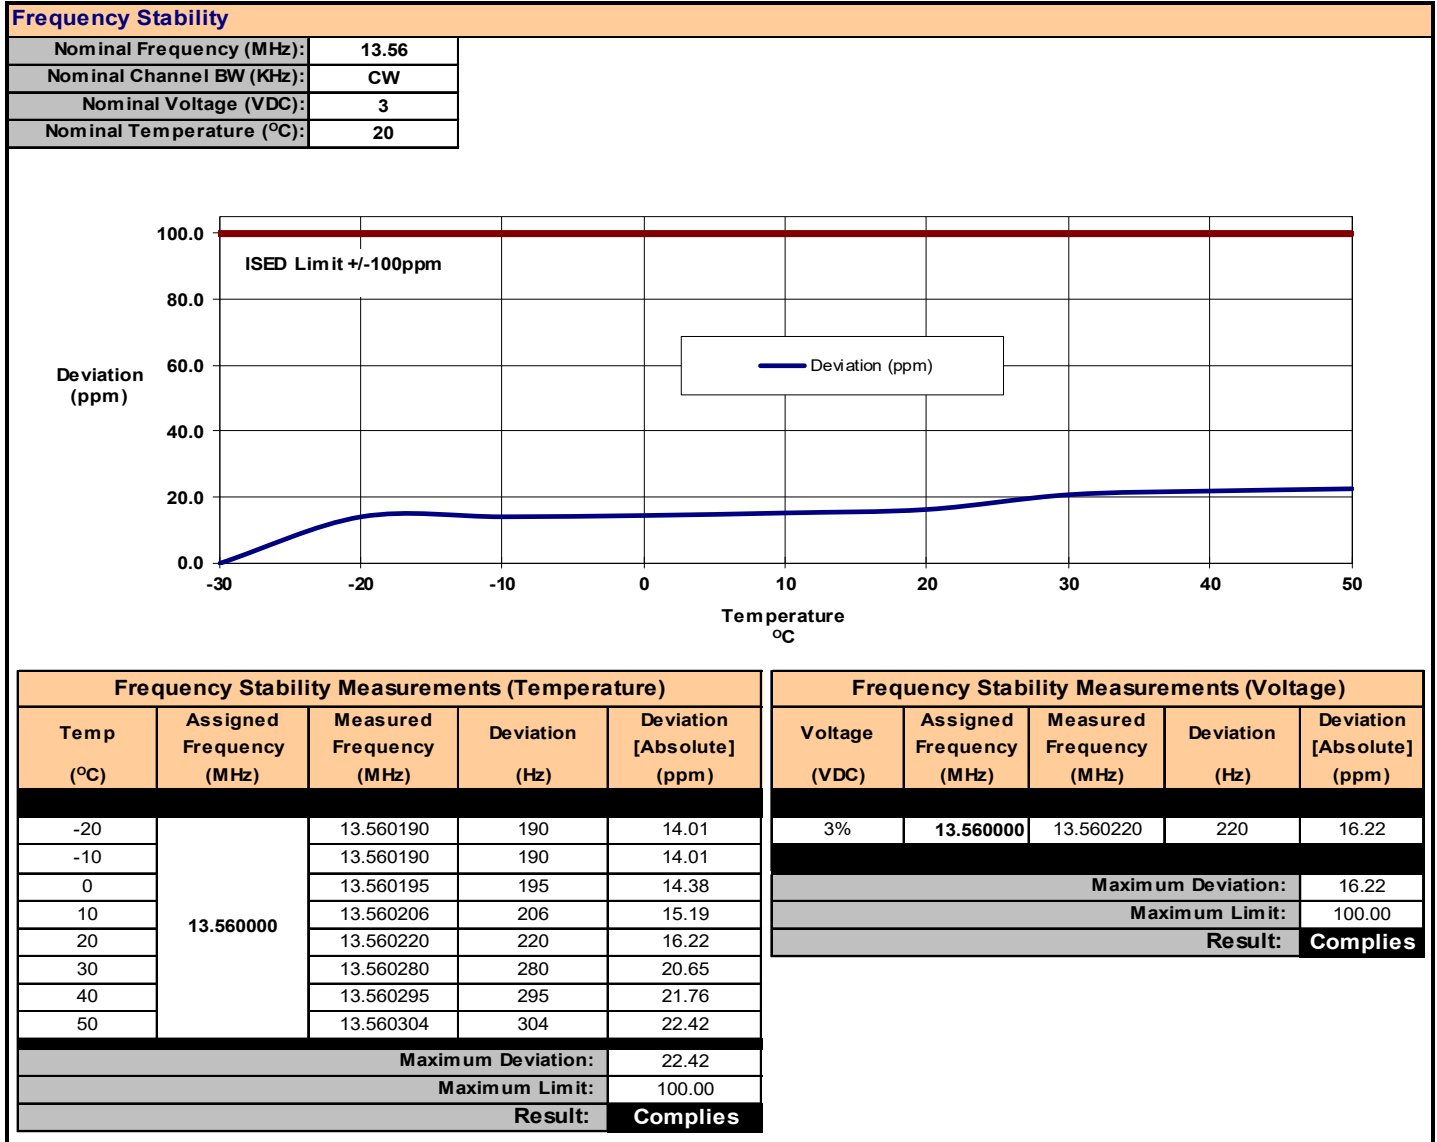 Frequency Stability
Nominal Frequency (MHz): 13.56
Nominal Channel BW (KHz): CW
Nominal Voltage (VDC): 3
Nominal Temperature (ᴼC): 20
100.0
ISED Limit +/-100ppm
80.0
60.0
Deviation (ppm)
Deviation
(ppm)
40.0
20.0
0.0
-30 -20 -10 0 10 20 30 40 50
Temperature
ᴼC
Frequency Stability Measurements (Temperature)
Temp Assigned Measured Deviation Deviation
Frequency Frequency [Absolute]
(ᴼC) (MHz) (MHz) (Hz) (ppm)
-20 13.560190 190 14.01
-10 13.560190 190 14.01
0 13.560195 195 14.38
10 13.560206 206 15.19
13.560000
20 13.560220 220 16.22
30 13.560280 280 20.65
40 13.560295 295 21.76
50 13.560304 304 22.42
Maximum Deviation: 22.42
Maximum Limit: 100.00
Result: Complies
Frequency Stability Measurements (Voltage)
Voltage Assigned Measured Deviation Deviation
Frequency Frequency [Absolute]
(VDC) (MHz) (MHz) (Hz) (ppm)
3% 13.560000 13.560220 220 16.22
Maximum Deviation: 16.22
Maximum Limit: 100.00
Result: Complies